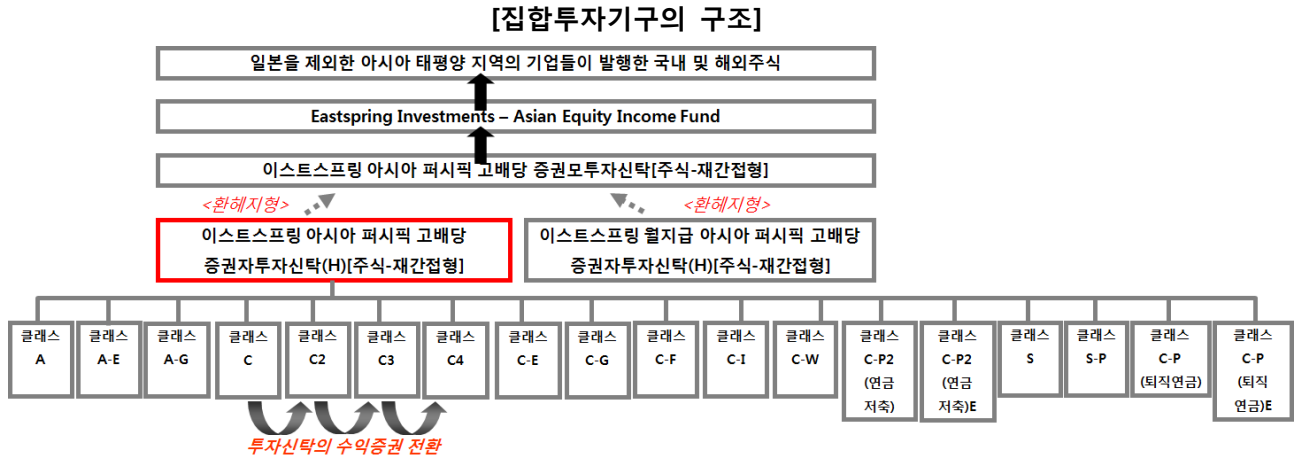 [집합투자기구의 구조]
일본을 제외한 아시아 태평양 지역의 기업들이 발행한 국내 및 해외주식
Eastspring Investments – Asian Equity Income Fund
이스트스프링 아시아 퍼시픽 고배당 증권모투자신탁[주식-재간접형]
<환헤지형>
<환헤지형>
이스트스프링 아시아 퍼시픽 고배당
증권자투자신탁(H)[주식-재간접형]
이스트스프링 월지급 아시아 퍼시픽 고배당
증권자투자신탁(H)[주식-재간접형]
클래스
A
클래스
A-E
클래스
A-G
클래스
C
클래스
C2
클래스
C3
클래스
C4
클래스
C-E
클래스
C-G
클래스
C-F
클래스
C-I
클래스
C-W
클래스
C-P2
(연금
저축)
클래스
C-P2
(연금
저축)E
클래스
S
클래스
S-P
클래스
C-P
(퇴직연금)
클래스
C-P
(퇴직
연금)E
투자신탁의 수익증권 전환